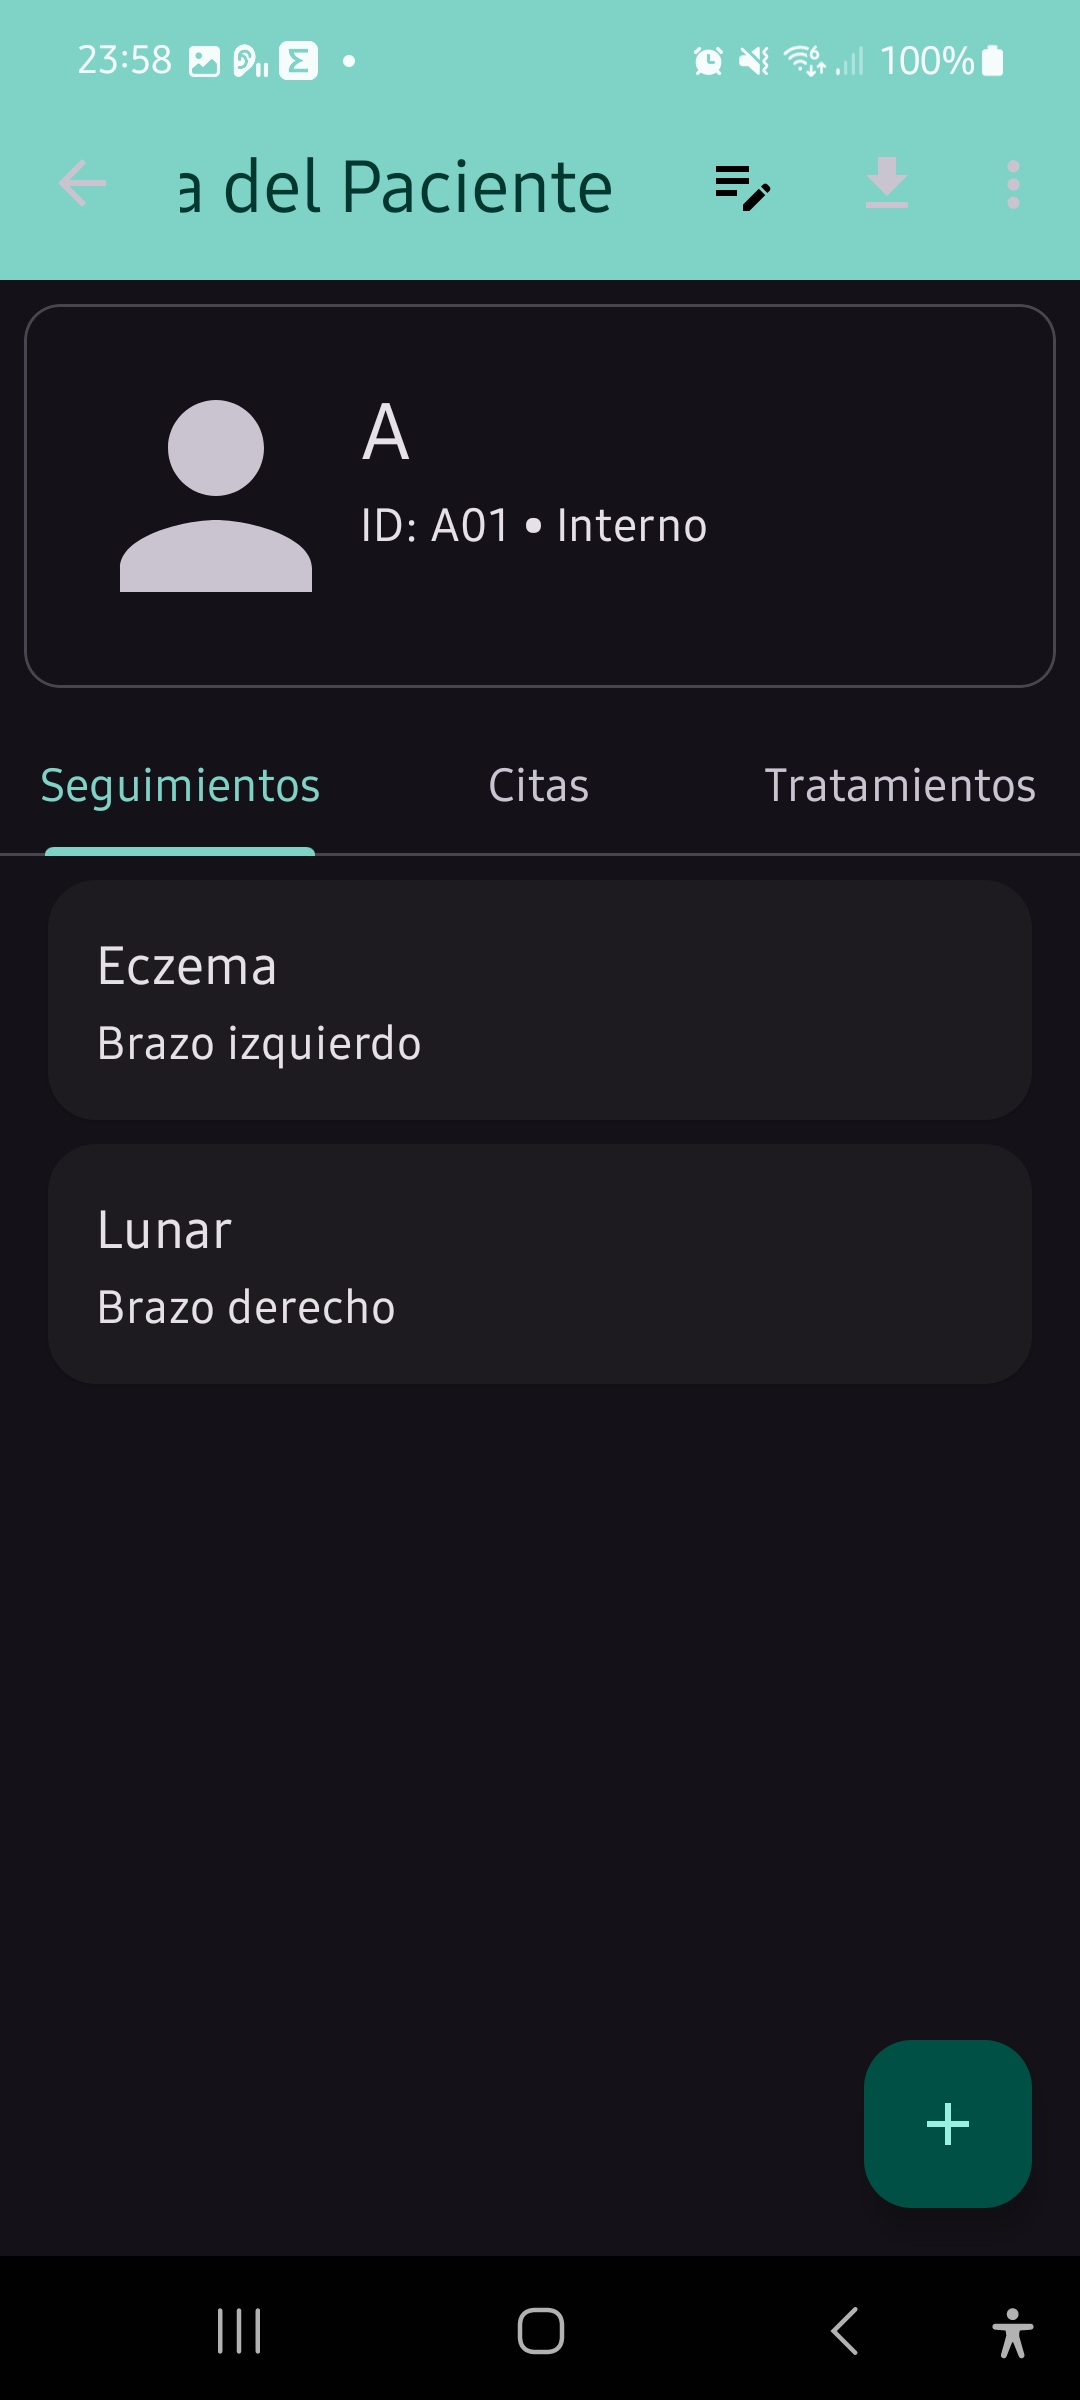 23:58 100%
a del Paciente
A
ID: A01 • Interno
Seguimientos Citas Tratamientos
Eczema
Brazo izquierdo
Lunar
Brazo derecho